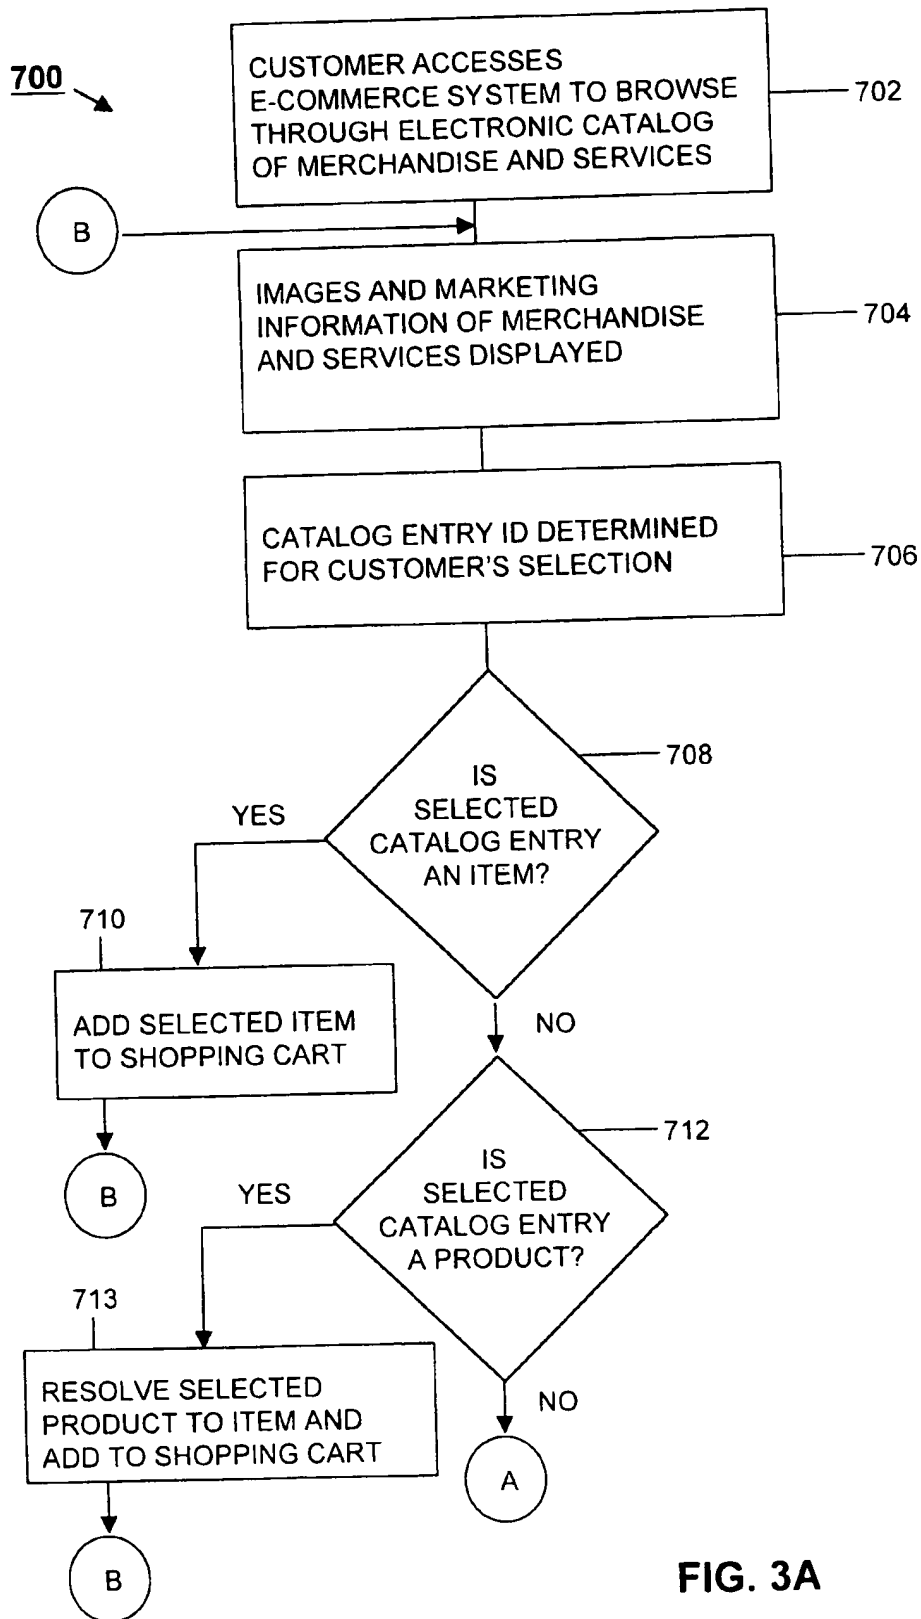 700
CUSTOMER ACCESSES
E-COMMERCE SYSTEM TO BROWSE
THROUGH ELECTRONIC CATALOG
OF MERCHANDISE AND SERVICES
702
B
IMAGES AND MARKETING
INFORMATION OF MERCHANDISE
AND SERVICES DISPLAYED
704
CATALOG ENTRY ID DETERMINED
FOR CUSTOMER'S SELECTION
706
708
IS
SELECTED
CATALOG ENTRY
AN ITEM?
YES
710
ADD SELECTED ITEM
TO SHOPPING CART
NO
B
712
IS
SELECTED
CATALOG ENTRY
A PRODUCT?
YES
713
RESOLVE SELECTED
PRODUCT TO ITEM AND
ADD TO SHOPPING CART
NO
A
B
FIG. 3A